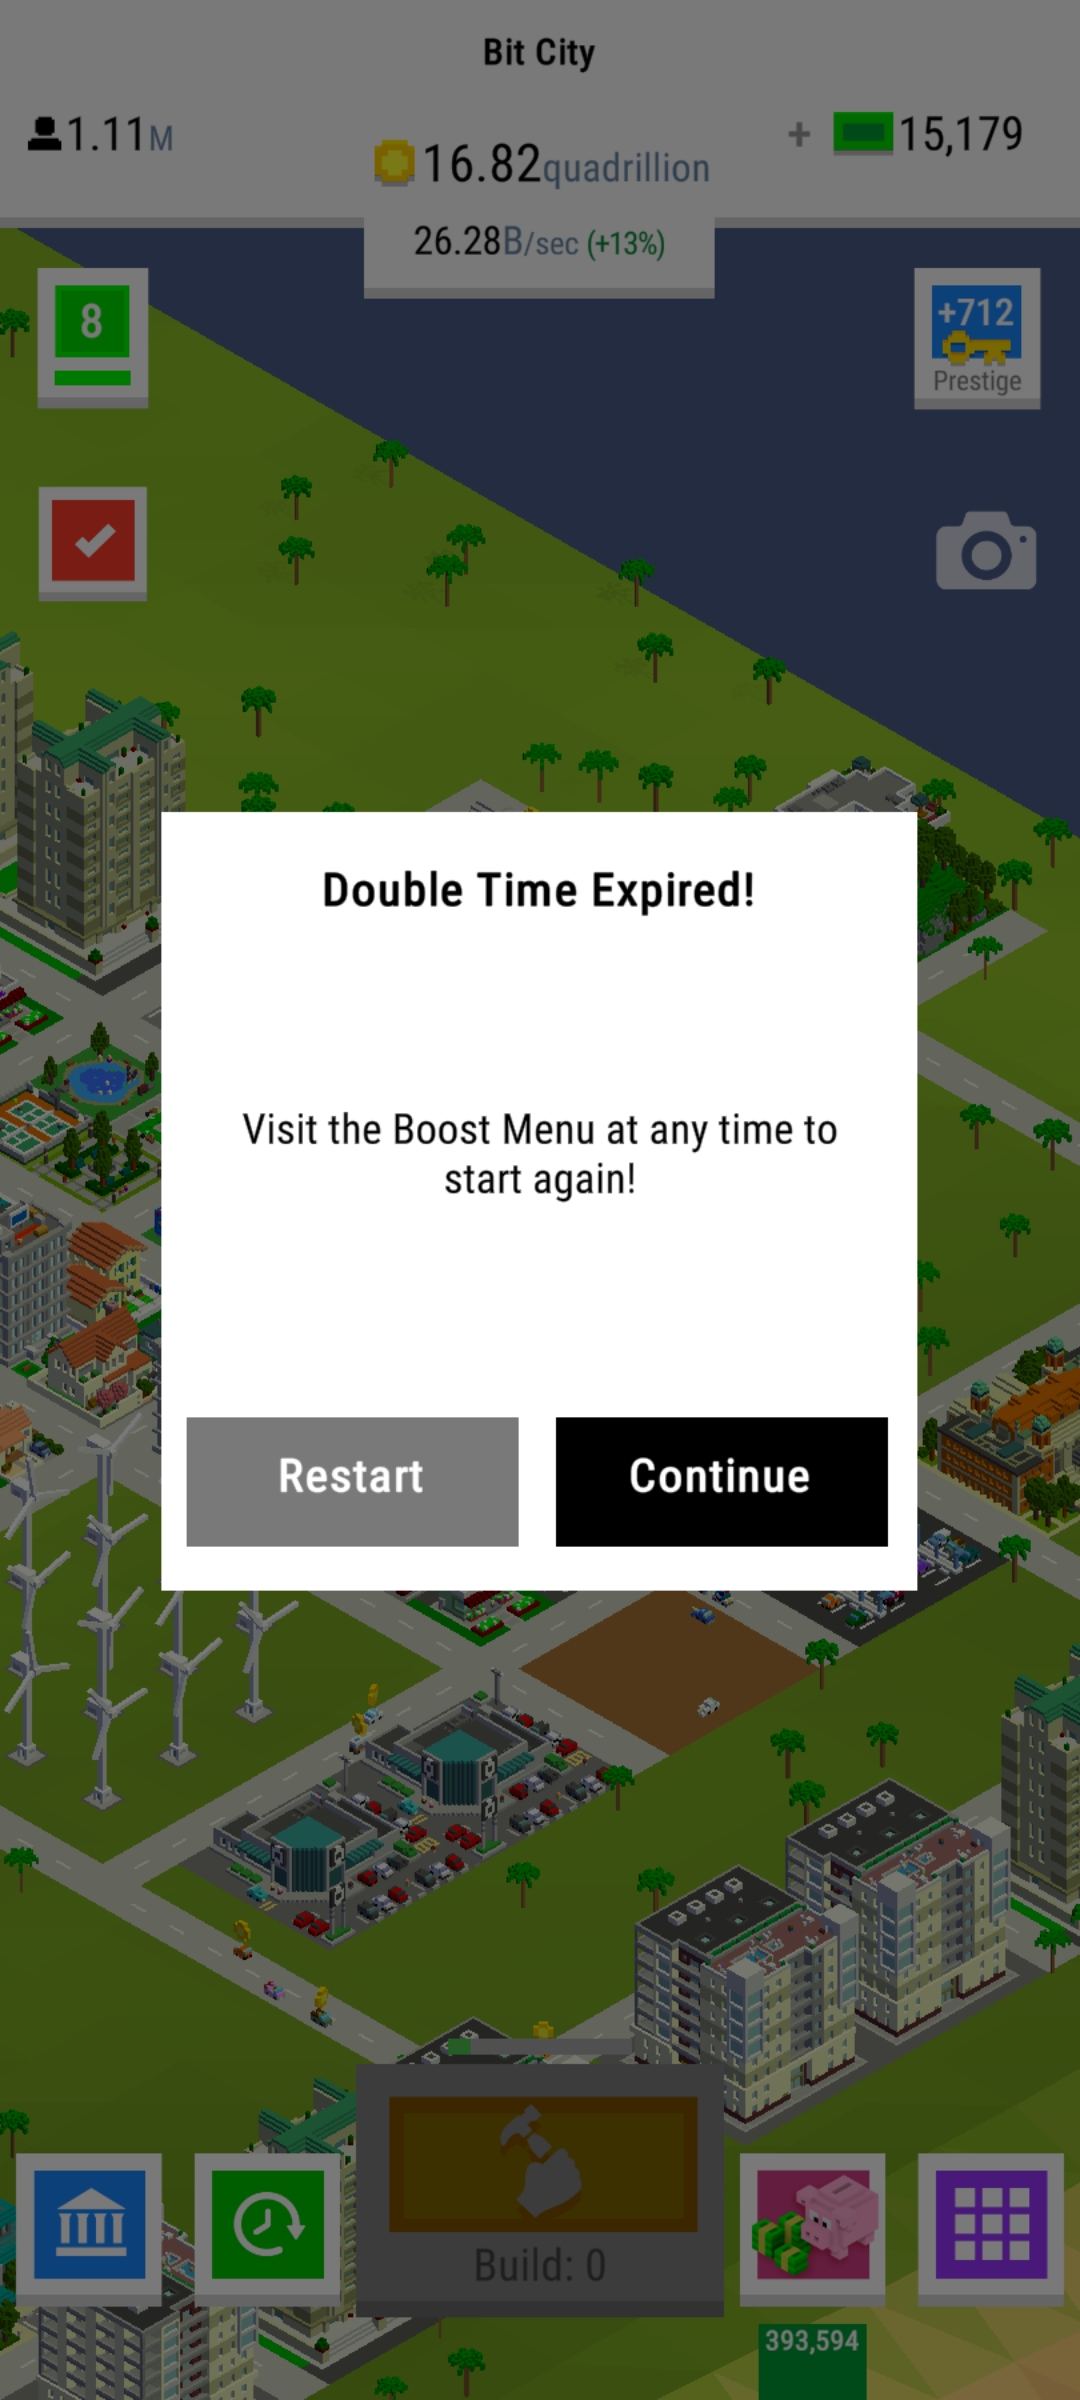 Bit City
1.11M
16.82quadrillion
+ 15,179
26.28B/sec (+13%)
8
+712
Prestige
Double Time Expired!
Visit the Boost Menu at any time to
start again!
Restart
Continue
Build: 0
393,594